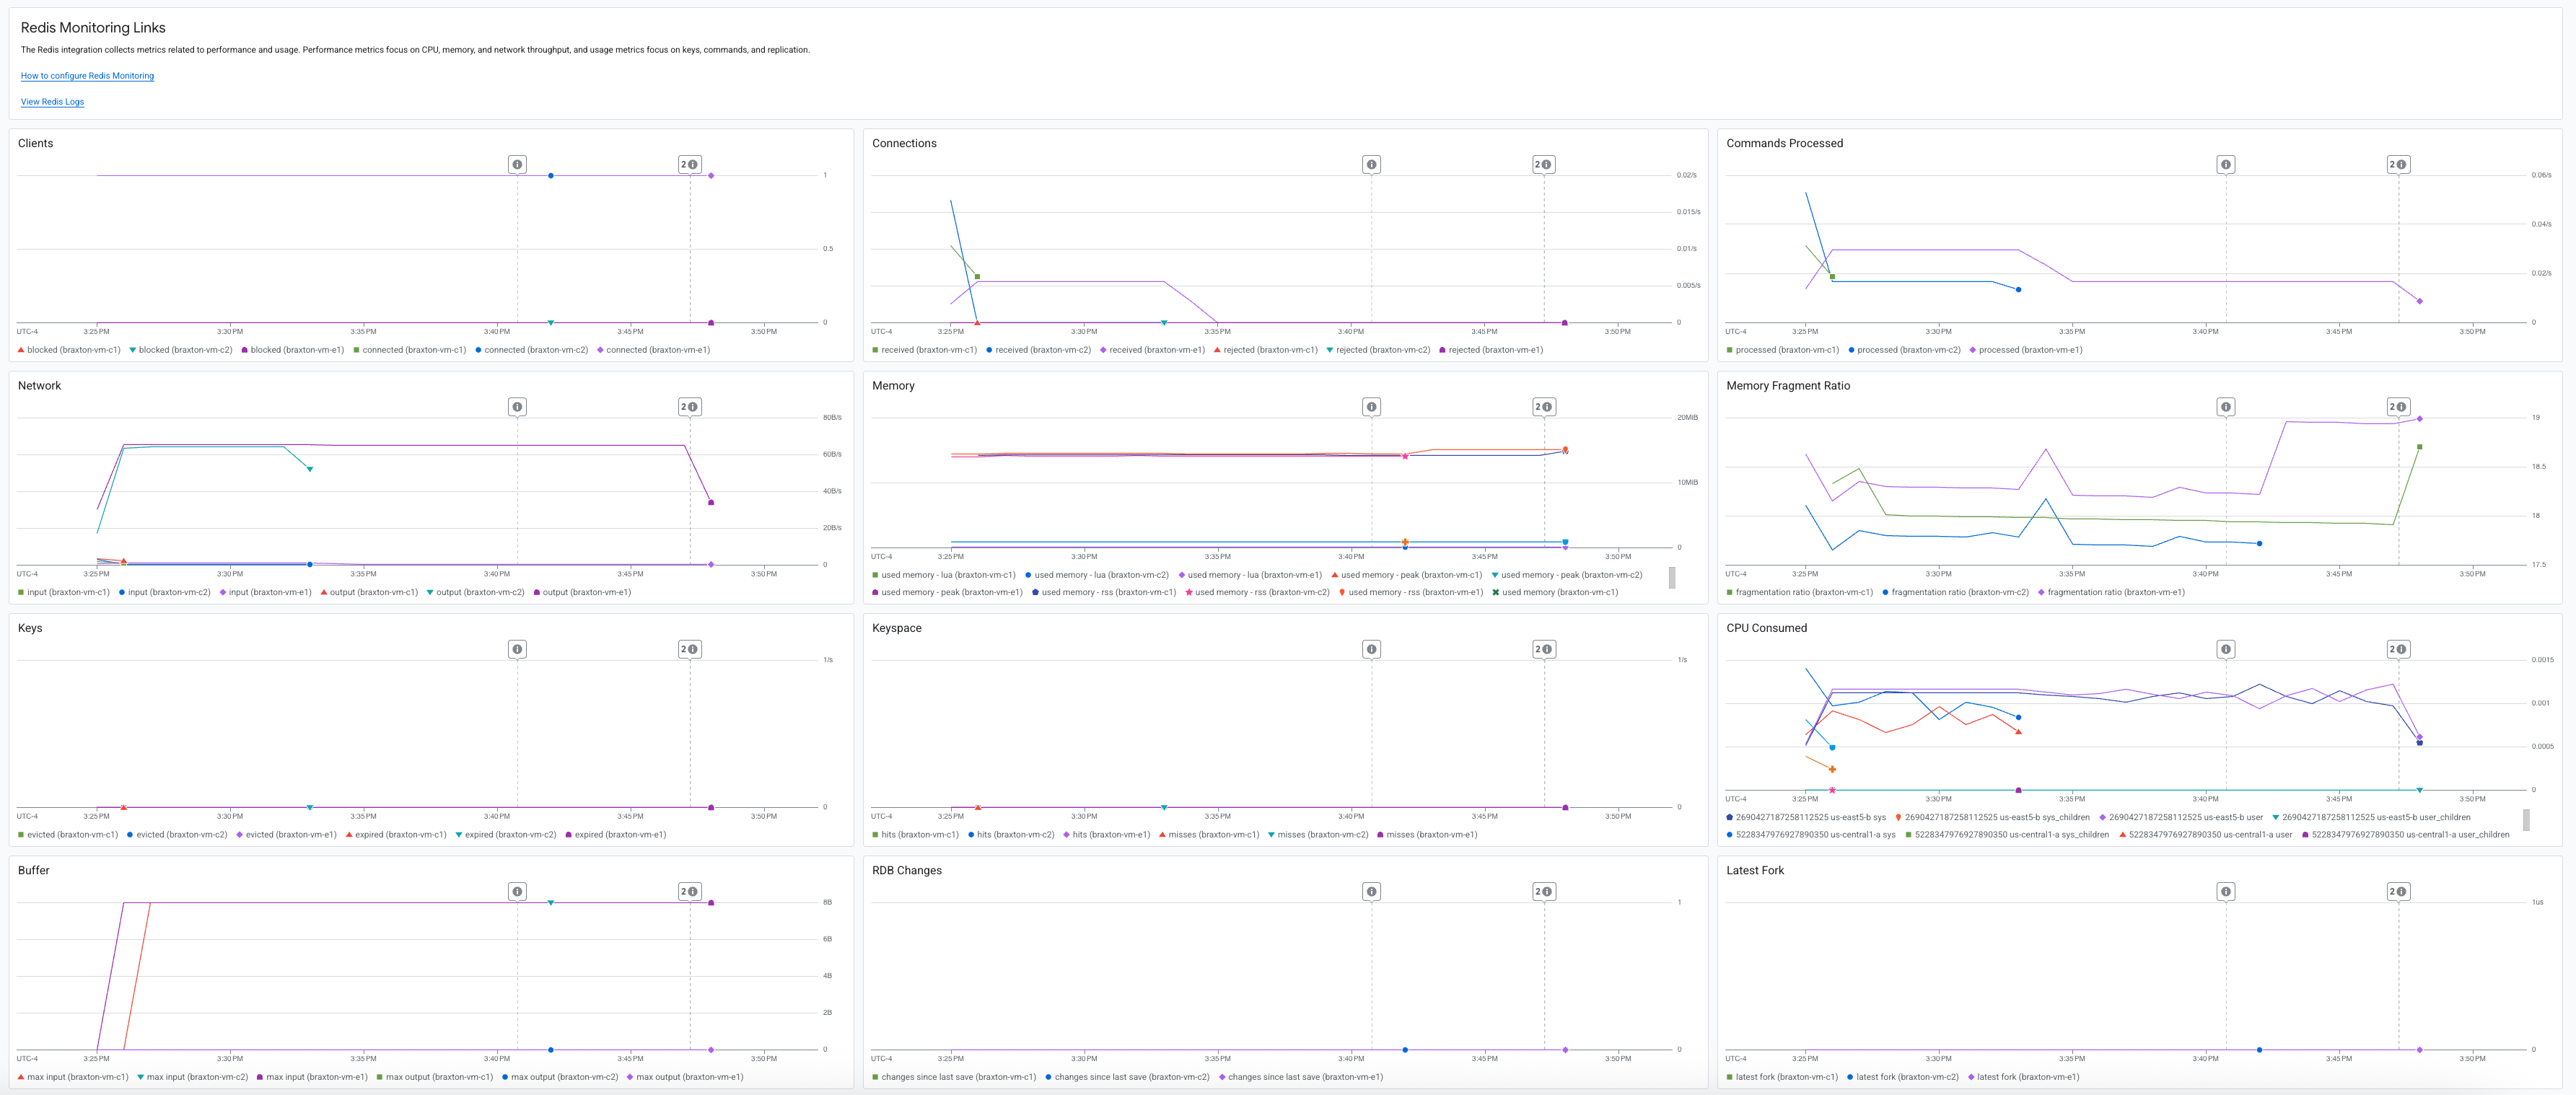 Redis Monitoring Links
The Redis integration collects metrics related to performance and usage. Performance metrics focus on CPU, memory, and network throughput, and usage metrics focus on keys, commands, and replication.
How to configure Redis Monitoring
View Redis Logs
Clients
2
1
0.5
0
UTC-4 3:25 PM 3:30 PM 3:35 PM 3:40 PM 3:45 PM 3:50 PM
blocked (braxton-vm-c1) blocked (braxton-vm-c2) blocked (braxton-vm-e1) connected (braxton-vm-c1) connected (braxton-vm-c2) connected (braxton-vm-e1)
Connections
2
0.02/s
0.015/s
0.01/s
0.005/s
0
UTC-4 3:25 PM 3:30 PM 3:35 PM 3:40 PM 3:45 PM 3:50 PM
received (braxton-vm-c1) received (braxton-vm-c2) received (braxton-vm-e1) rejected (braxton-vm-c1) rejected (braxton-vm-c2) rejected (braxton-vm-e1)
Commands Processed
2
0.06/s
0.04/s
0.02/s
0
UTC-4 3:25 PM 3:30 PM 3:35 PM 3:40 PM 3:45 PM 3:50 PM
processed (braxton-vm-c1) processed (braxton-vm-c2) processed (braxton-vm-e1)
Network
2
80B/s
60B/s
40B/s
20B/s
0
UTC-4 3:25 PM 3:30 PM 3:35 PM 3:40 PM 3:45 PM 3:50 PM
input (braxton-vm-c1) input (braxton-vm-c2) input (braxton-vm-e1) output (braxton-vm-c1) output (braxton-vm-c2) output (braxton-vm-e1)
Memory
2
20MiB
10MiB
0
UTC-4 3:25 PM 3:30 PM 3:35 PM 3:40 PM 3:45 PM 3:50 PM
used memory - lua (braxton-vm-c1) used memory - lua (braxton-vm-c2) used memory - lua (braxton-vm-e1) used memory - peak (braxton-vm-c1) used memory - peak (braxton-vm-c2)
used memory - peak (braxton-vm-e1) used memory - rss (braxton-vm-c1) used memory - rss (braxton-vm-c2) used memory - rss (braxton-vm-e1) used memory (braxton-vm-c1)
Memory Fragment Ratio
2
19
18.5
18
17.5
UTC-4 3:25 PM 3:30 PM 3:35 PM 3:40 PM 3:45 PM 3:50 PM
fragmentation ratio (braxton-vm-c1) fragmentation ratio (braxton-vm-c2) fragmentation ratio (braxton-vm-e1)
Keys
2
1/s
0
UTC-4 3:25 PM 3:30 PM 3:35 PM 3:40 PM 3:45 PM 3:50 PM
evicted (braxton-vm-c1) evicted (braxton-vm-c2) evicted (braxton-vm-e1) expired (braxton-vm-c1) expired (braxton-vm-c2) expired (braxton-vm-e1)
Keyspace
2
1/s
0
UTC-4 3:25 PM 3:30 PM 3:35 PM 3:40 PM 3:45 PM 3:50 PM
hits (braxton-vm-c1) hits (braxton-vm-c2) hits (braxton-vm-e1) misses (braxton-vm-c1) misses (braxton-vm-c2) misses (braxton-vm-e1)
CPU Consumed
2
0.0015
0.001
0.0005
0
UTC-4 3:25 PM 3:30 PM 3:35 PM 3:40 PM 3:45 PM 3:50 PM
2690427187258112525 us-east5-b sys 2690427187258112525 us-east5-b sys_children 2690427187258112525 us-east5-b user 2690427187258112525 us-east5-b user_children
5228347976927890350 us-central1-a sys 5228347976927890350 us-central1-a sys_children 5228347976927890350 us-central1-a user 5228347976927890350 us-central1-a user_children
Buffer
2
8B
6B
4B
2B
0
UTC-4 3:25 PM 3:30 PM 3:35 PM 3:40 PM 3:45 PM 3:50 PM
max input (braxton-vm-c1) max input (braxton-vm-c2) max input (braxton-vm-e1) max output (braxton-vm-c1) max output (braxton-vm-c2) max output (braxton-vm-e1)
RDB Changes
2
1
0
UTC-4 3:25 PM 3:30 PM 3:35 PM 3:40 PM 3:45 PM 3:50 PM
changes since last save (braxton-vm-c1) changes since last save (braxton-vm-c2) changes since last save (braxton-vm-e1)
Latest Fork
2
1us
0
UTC-4 3:25 PM 3:30 PM 3:35 PM 3:40 PM 3:45 PM 3:50 PM
latest fork (braxton-vm-c1) latest fork (braxton-vm-c2) latest fork (braxton-vm-e1)